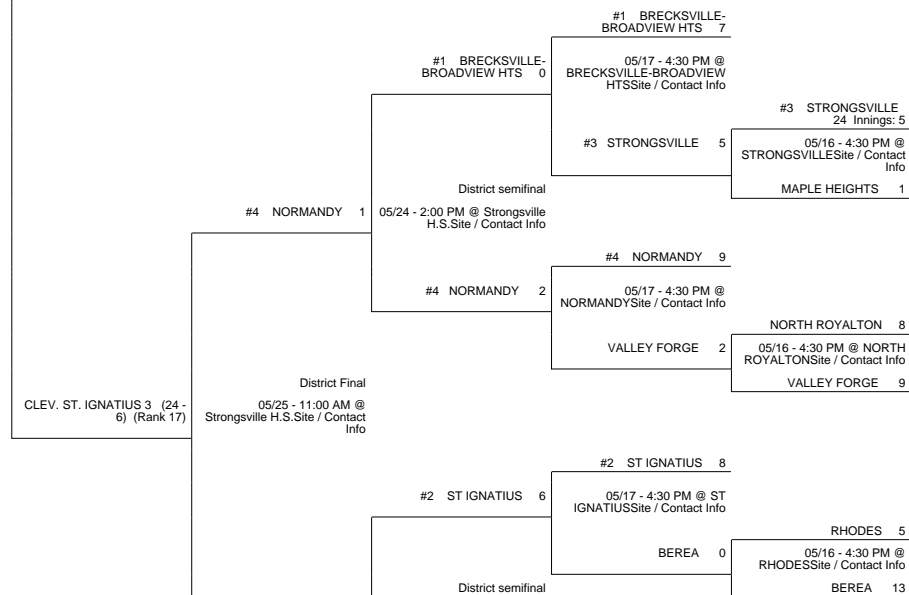 #1 BRECKSVILLE-
BROADVIEW HTS 7
#1 BRECKSVILLE-
BROADVIEW HTS 0
05/17 - 4:30 PM @
BRECKSVILLE-BROADVIEW
HTSSite / Contact Info
#3 STRONGSVILLE
24 Innings: 5
#3 STRONGSVILLE 5
05/16 - 4:30 PM @
STRONGSVILLESite / Contact
Info
MAPLE HEIGHTS 1
District semifinal
#4 NORMANDY 1
05/24 - 2:00 PM @ Strongsville
H.S.Site / Contact Info
#4 NORMANDY 9
#4 NORMANDY 2
05/17 - 4:30 PM @
NORMANDYSite / Contact Info
NORTH ROYALTON 8
VALLEY FORGE 2
05/16 - 4:30 PM @ NORTH
ROYALTONSite / Contact Info
VALLEY FORGE 9
District Final
CLEV. ST. IGNATIUS 3 (24 -
6) (Rank 17)
05/25 - 11:00 AM @
Strongsville H.S.Site / Contact
Info
#2 ST IGNATIUS 8
#2 ST IGNATIUS 6
05/17 - 4:30 PM @ ST
IGNATIUSSite / Contact Info
RHODES 5
BEREA 0
05/16 - 4:30 PM @
RHODESSite / Contact Info
District semifinal
BEREA 13